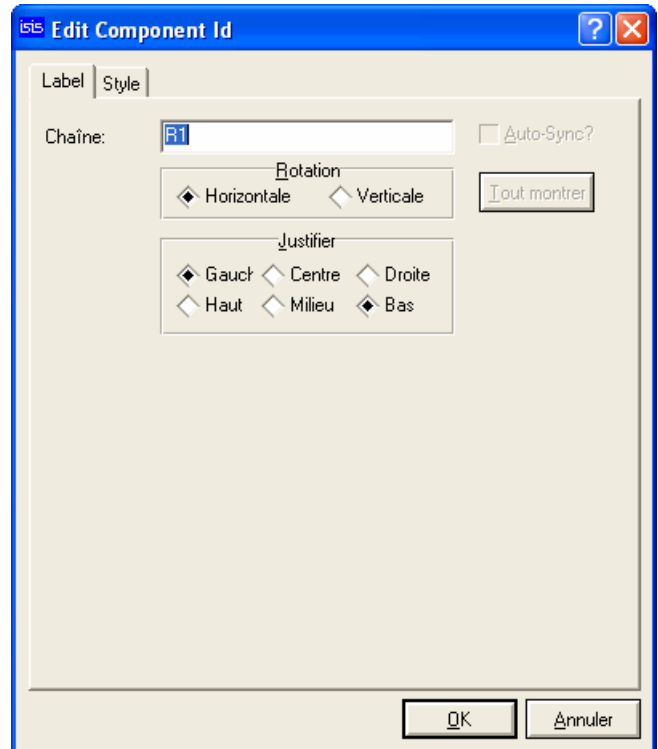 isis Edit Component Id
Label Style
Chaîne: R1 Auto-Sync?
Rotation
Horizontale Verticale Tout montrer
Justifier
Gauch Centre Droite
Haut Milieu Bas
OK Annuler